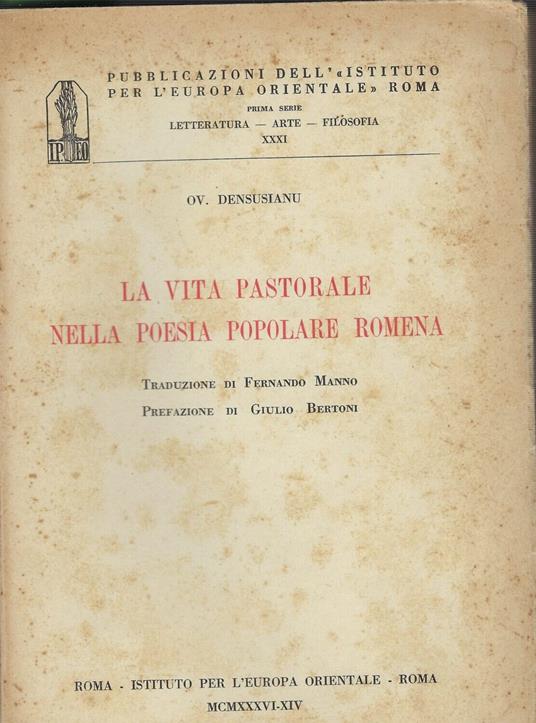 PUBBLICAZIONI DELL'«ISTITUTO
PER L'EUROPA ORIENTALE» ROMA
PRIMA SERIE
LETTERATURA — ARTE — FILOSOFIA
XXXI
I.P.EO
OV. DENSUSIANU
LA VITA PASTORALE
NELLA POESIA POPOLARE ROMENA
TRADUZIONE DI FERNANDO MANNO
PREFAZIONE DI GIULIO BERTONI
ROMA - ISTITUTO PER L'EUROPA ORIENTALE - ROMA
MCMXXXVI-XIV